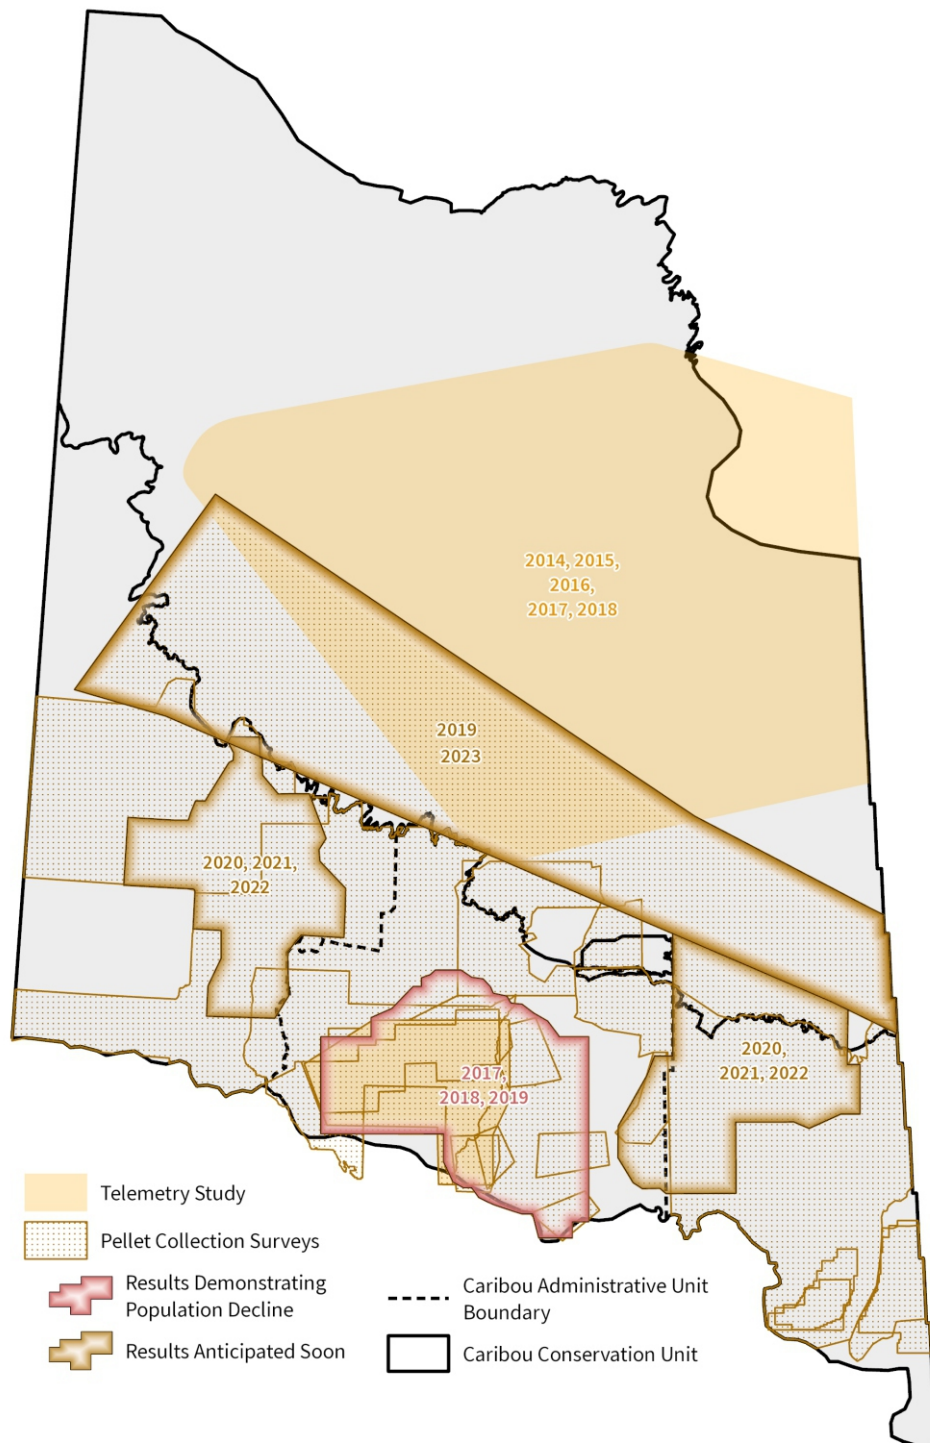 2014, 2015,
2016,
2017, 2018
2019
2023
2020, 2021,
2022
2020,
2021, 2022
2017,
2018, 2019
Telemetry Study
Pellet Collection Surveys
Results Demonstrating
Population Decline
Results Anticipated Soon
Caribou Administrative Unit
Boundary
Caribou Conservation Unit